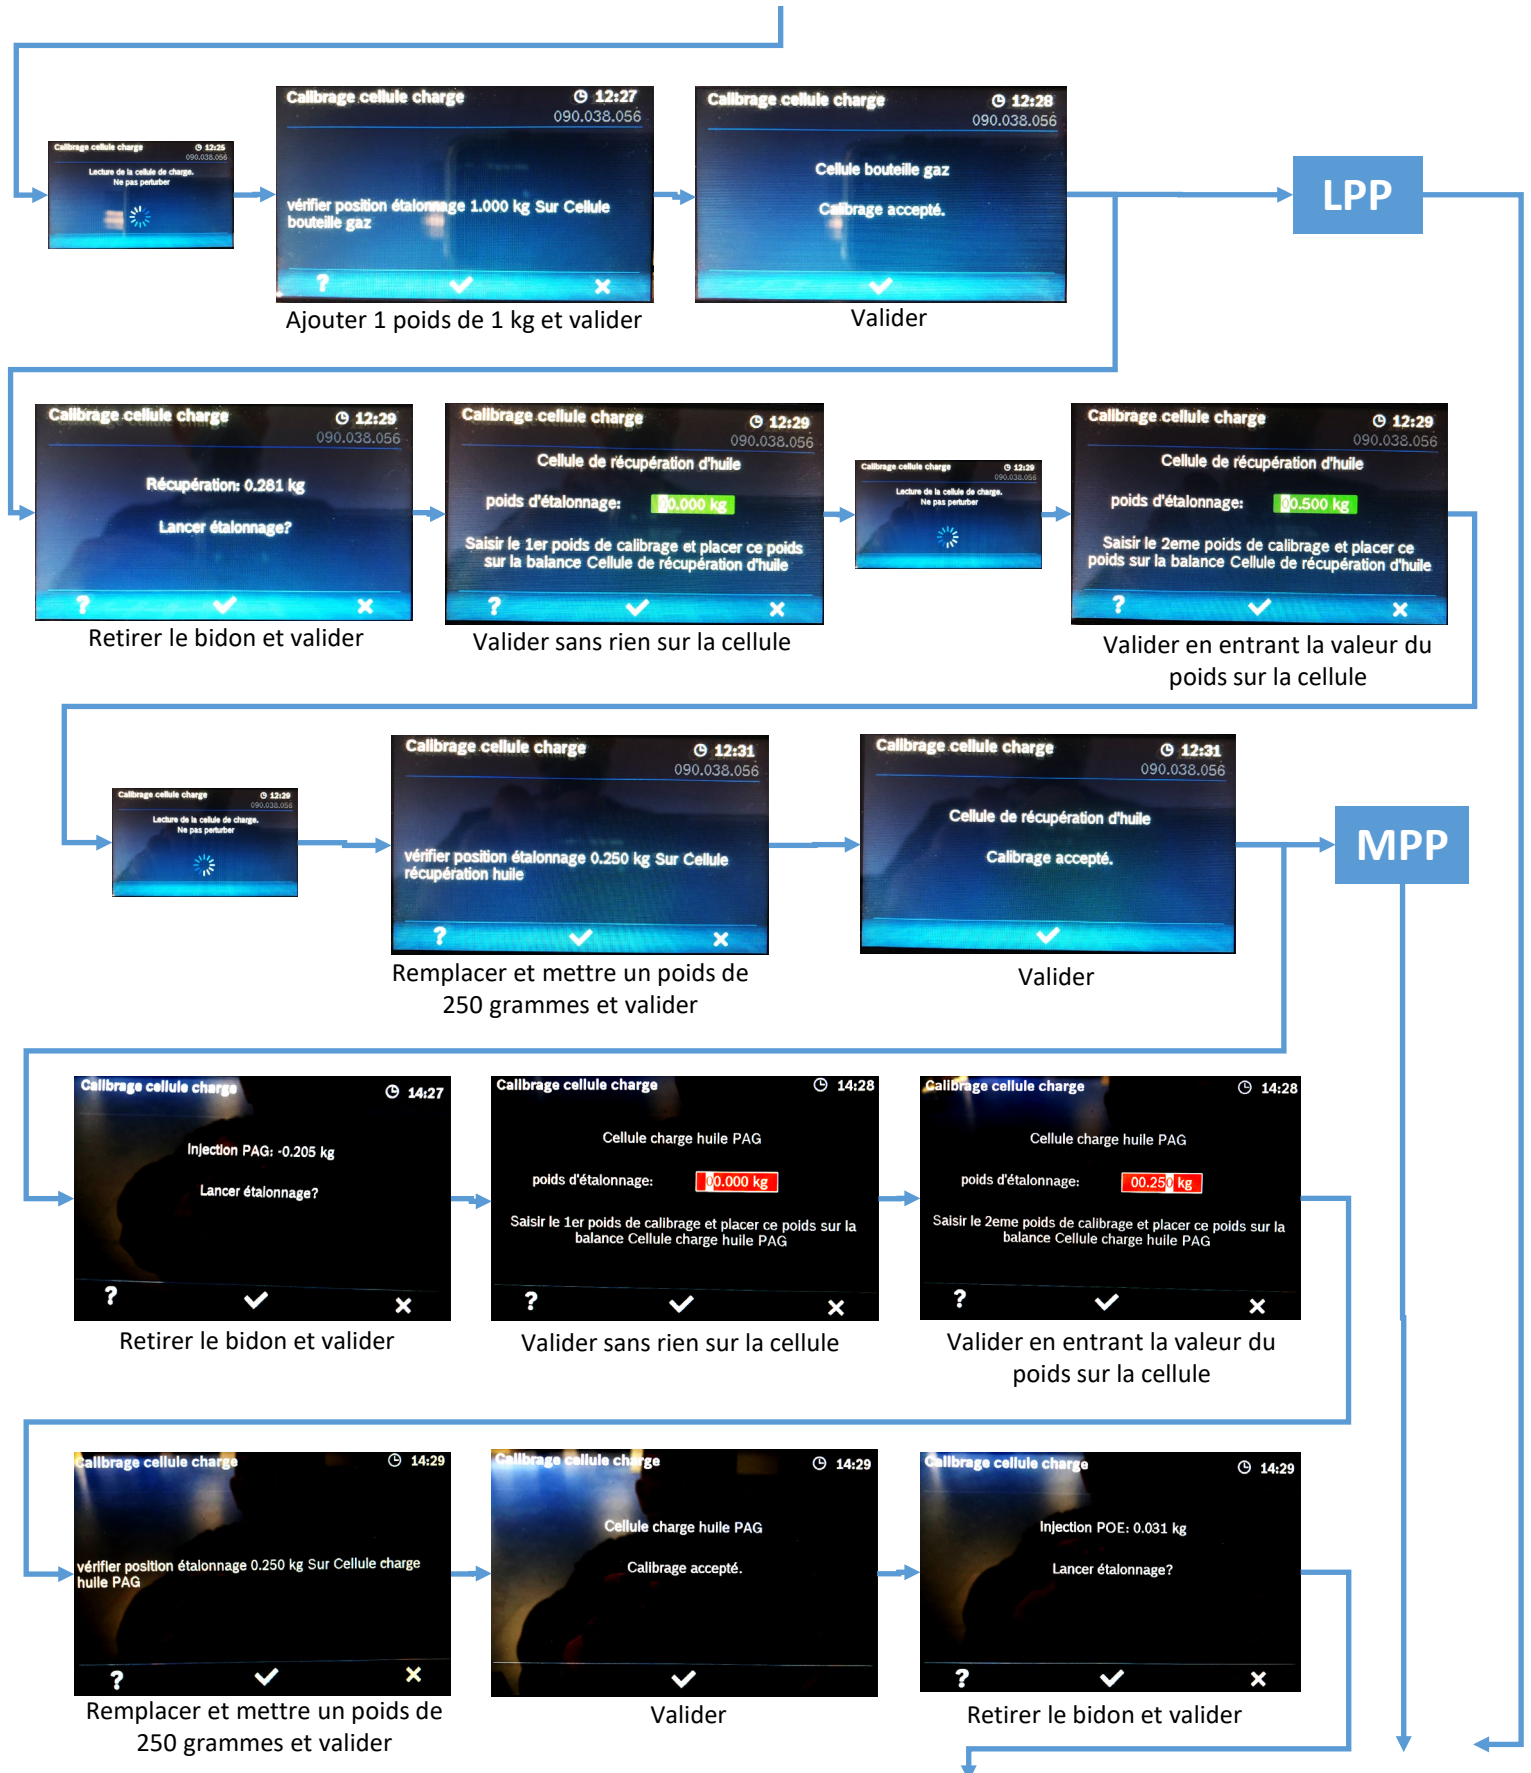 Calibrage cellule charge
12:25
090.038.056
Lecture de la cellule de charge.
Ne pas perturber
Calibrage cellule charge
12:27
090.038.056
vérifier position étalonnage 1.000 kg Sur Cellule
bouteille gaz
?
Ajouter 1 poids de 1 kg et valider
Calibrage cellule charge
12:28
090.038.056
Cellule bouteille gaz
Calibrage accepté.
Valider
LPP
Calibrage cellule charge
12:29
090.038.056
Récupération: 0.281 kg
Lancer étalonnage?
?
Retirer le bidon et valider
Calibrage cellule charge
12:29
090.038.056
Cellule de récupération d'huile
poids d'étalonnage: 00.000 kg
Saisir le 1er poids de calibrage et placer ce poids
sur la balance Cellule de récupération d'huile
?
Valider sans rien sur la cellule
Calibrage cellule charge
12:29
090.038.056
Lecture de la cellule de charge.
Ne pas perturber
Calibrage cellule charge
12:29
090.038.056
Cellule de récupération d'huile
poids d'étalonnage: 00.500 kg
Saisir le 2eme poids de calibrage et placer ce
poids sur la balance Cellule de récupération d'huile
?
Valider en entrant la valeur du
poids sur la cellule
Calibrage cellule charge
12:29
090.038.056
Lecture de la cellule de charge.
Ne pas perturber
Calibrage cellule charge
12:31
090.038.056
vérifier position étalonnage 0.250 kg Sur Cellule
récupération huile
?
Remplacer et mettre un poids de
250 grammes et valider
Calibrage cellule charge
12:31
090.038.056
Cellule de récupération d'huile
Calibrage accepté.
Valider
MPP
Calibrage cellule charge
14:27
Injection PAG: -0.205 kg
Lancer étalonnage?
?
Retirer le bidon et valider
Calibrage cellule charge
14:28
Cellule charge huile PAG
poids d'étalonnage: 00.000 kg
Saisir le 1er poids de calibrage et placer ce poids sur la
balance Cellule charge huile PAG
?
Valider sans rien sur la cellule
Calibrage cellule charge
14:28
Cellule charge huile PAG
poids d'étalonnage: 00.250 kg
Saisir le 2eme poids de calibrage et placer ce poids sur la
balance Cellule charge huile PAG
?
Valider en entrant la valeur du
poids sur la cellule
Calibrage cellule charge
14:29
vérifier position étalonnage 0.250 kg Sur Cellule charge
huile PAG
?
Remplacer et mettre un poids de
250 grammes et valider
Calibrage cellule charge
14:29
Cellule charge huile PAG
Calibrage accepté.
Valider
Calibrage cellule charge
14:29
Injection POE: 0.031 kg
Lancer étalonnage?
?
Retirer le bidon et valider